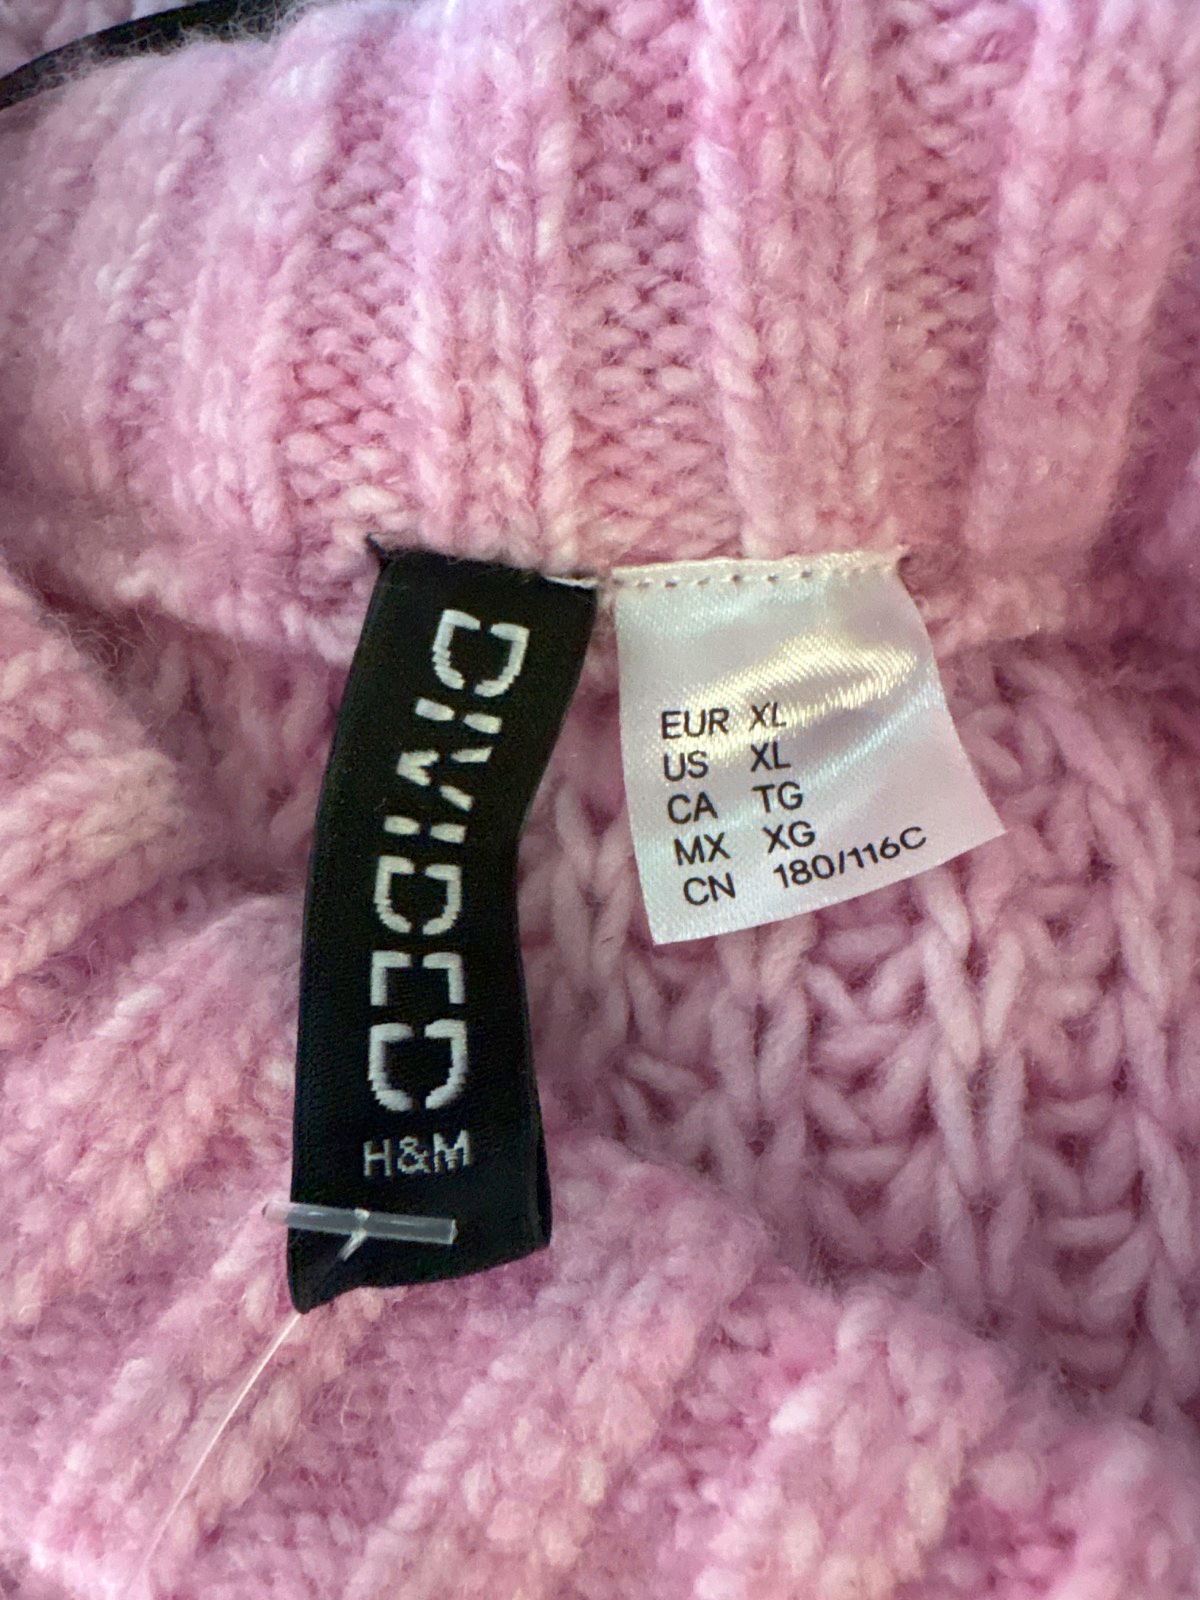 DIVIDED
H&M
EUR XL
US XL
CA TG
MX XG
CN 180/116C